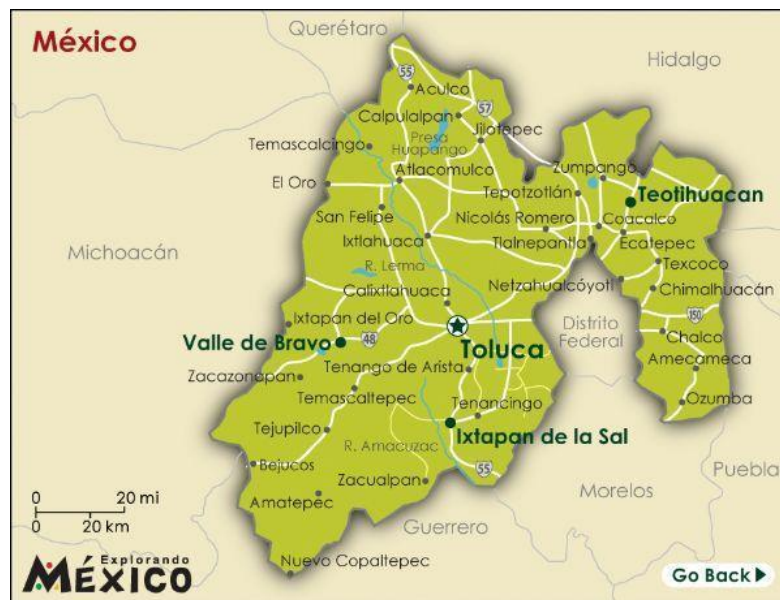 México
Querétaro
Hidalgo
55
Aculco
57
Calpulalpan
Jilotepec
Presa
Huapango
Temascalcingo
Zumpango
Atlacomulco
El Oro
Tepotzotlán
Teotihuacan
San Felipe
Nicolás Romero
Coacalco
Ixtlahuaca
Tlalnepantla
Ecatepec
Michoacán
R. Lerma
Texcoco
Netzahualcóyotl
Chimalhuacán
Calixtlahuaca
Ixtapan del Oro
Distrito
Federal
150
Valle de Bravo
48
Toluca
Chalco
Tenango de Arista
Amecameca
Zacazonapan
Temascaltepec
Tenancingo
Ozumba
Tejupilco
R. Amacuzac
Ixtapan de la Sal
Bejucos
55
Puebla
Zacualpan
Amatepec
Morelos
0 20 mi
0 20 km
Guerrero
Nuevo Copaltepec
Explorando
MÉXICO
Go Back